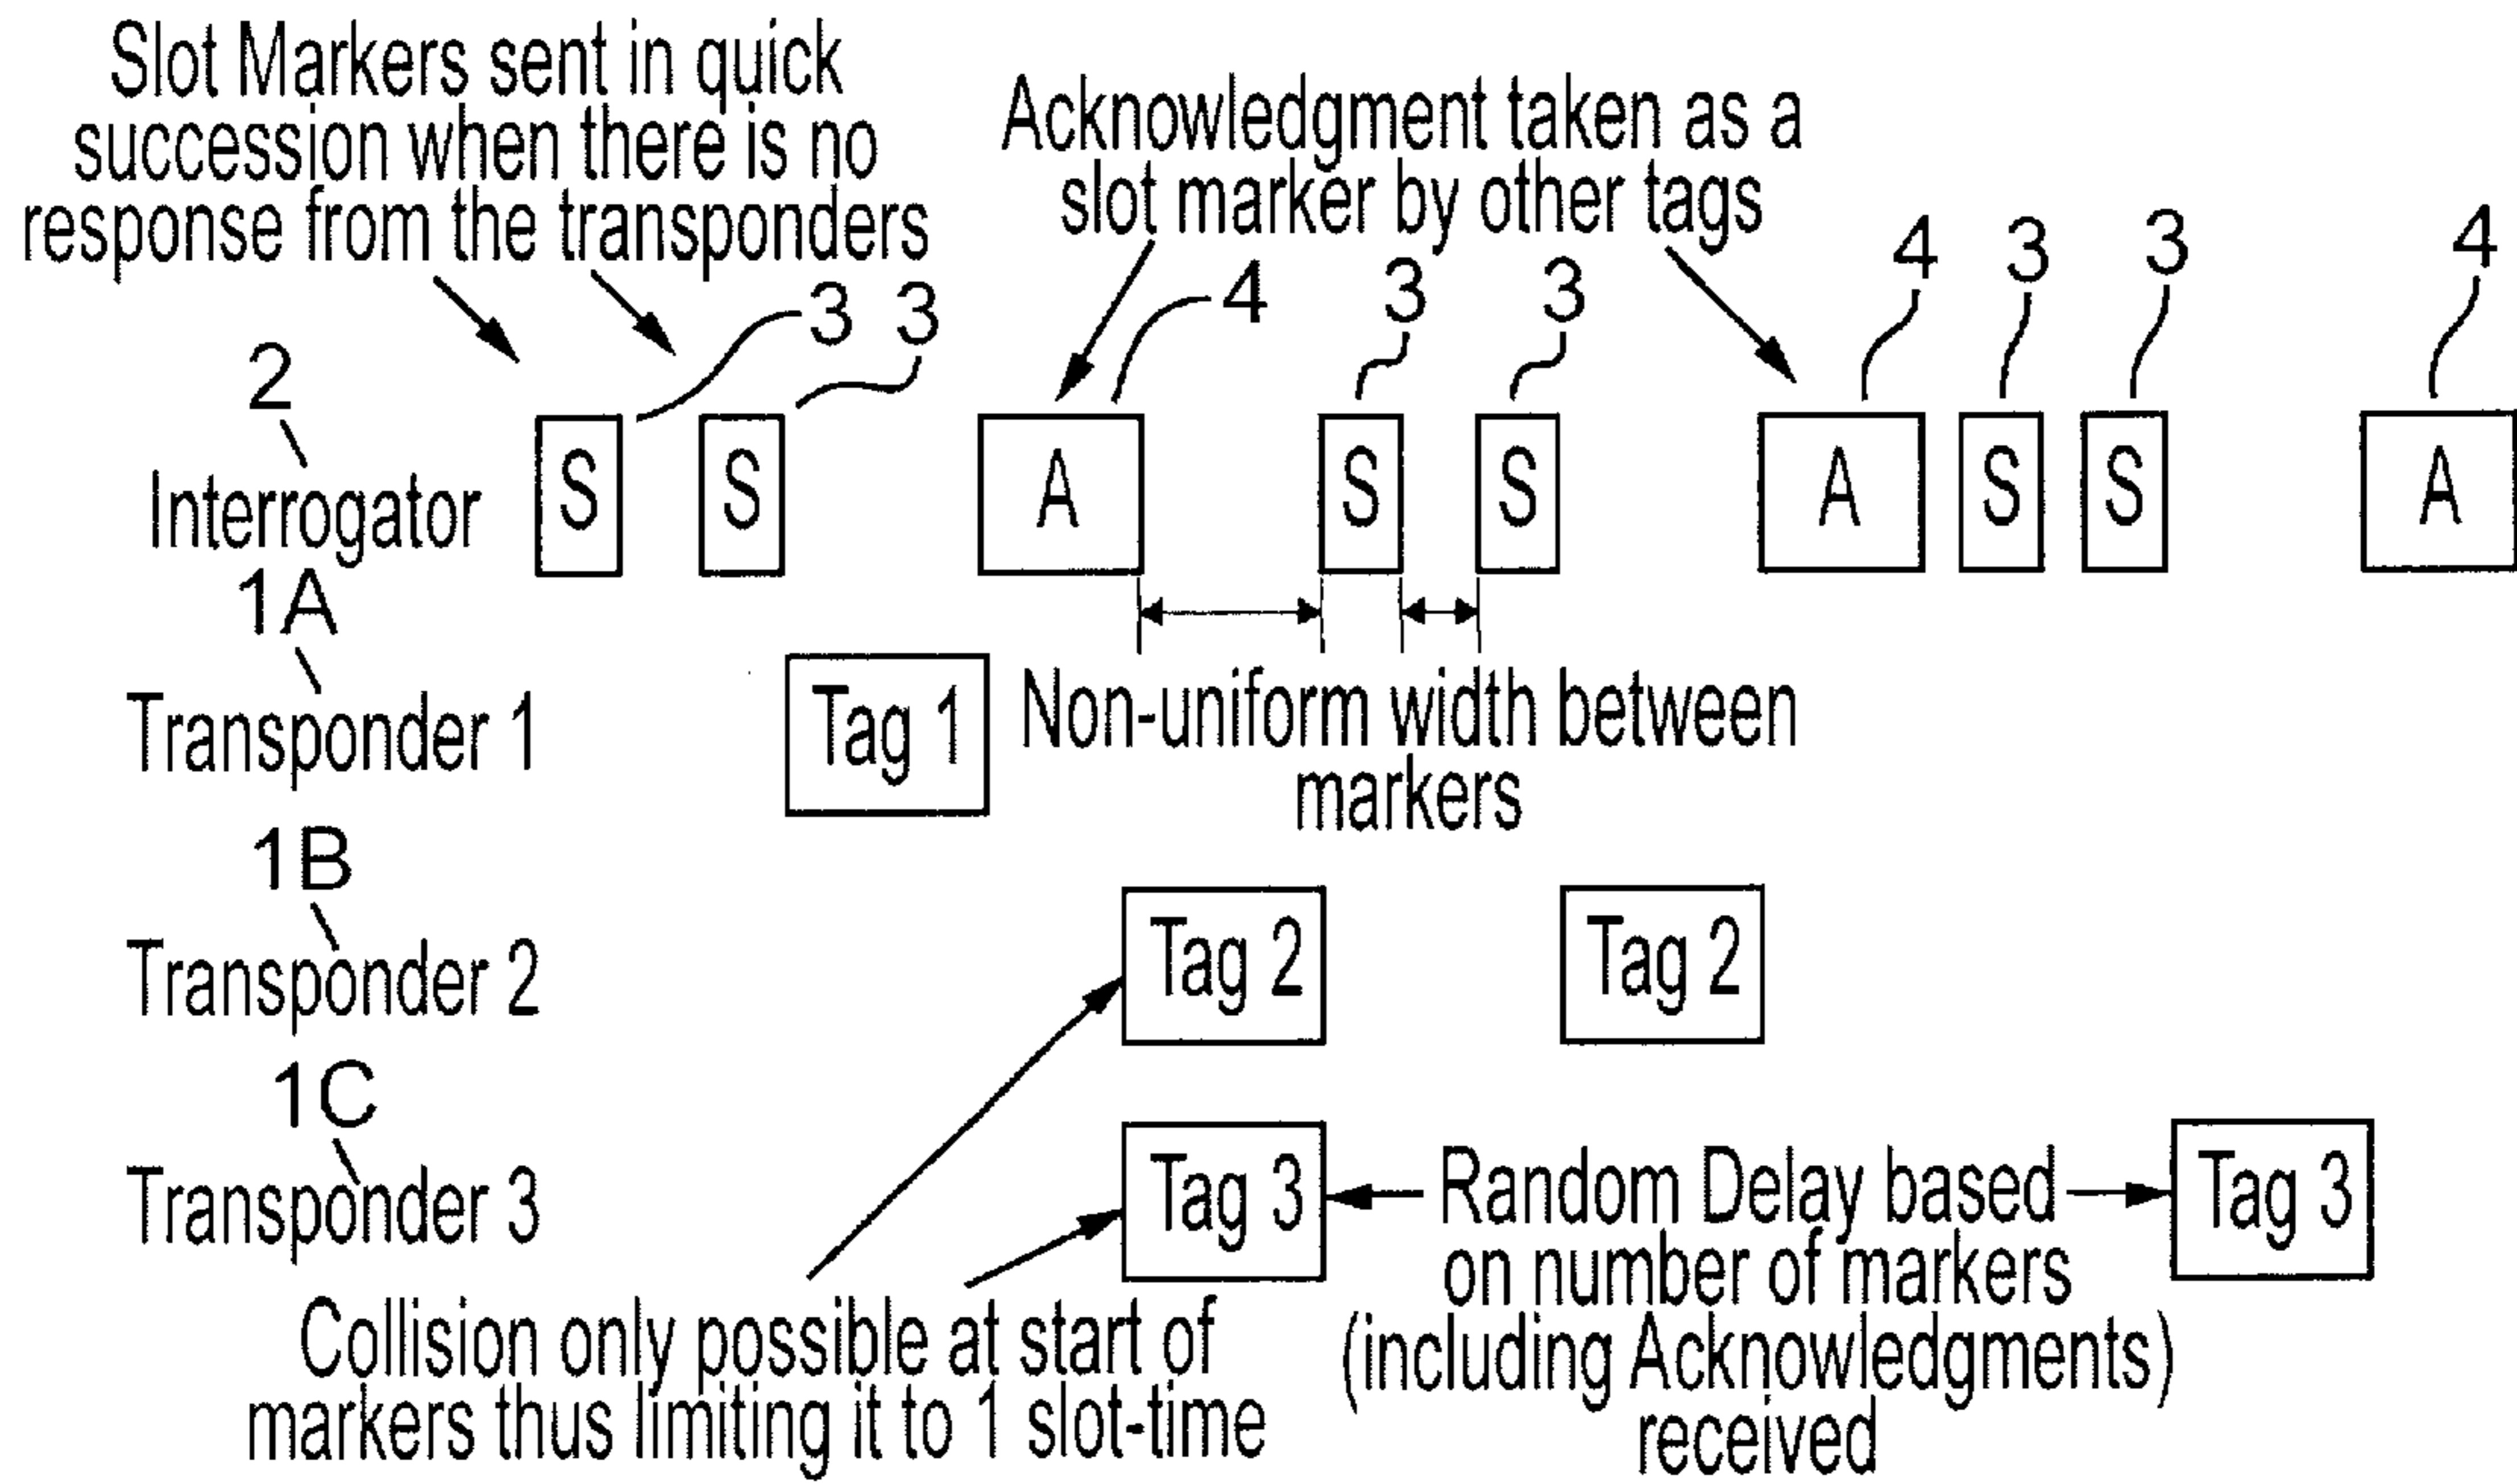 Slot Markers sent in quick
succession when there is no
response from the transponders
Acknowledgment taken as a
slot marker by other tags
3 3 4 3 3 4 3 3 4
2
Interrogator
S S A S S A S S A
1A
Transponder 1
Tag 1
Non-uniform width between
markers
1B
Transponder 2
Tag 2 Tag 2
1C
Transponder 3
Tag 3 Tag 3
Random Delay based
on number of markers
(including Acknowledgments)
received
Collision only possible at start of
markers thus limiting it to 1 slot-time